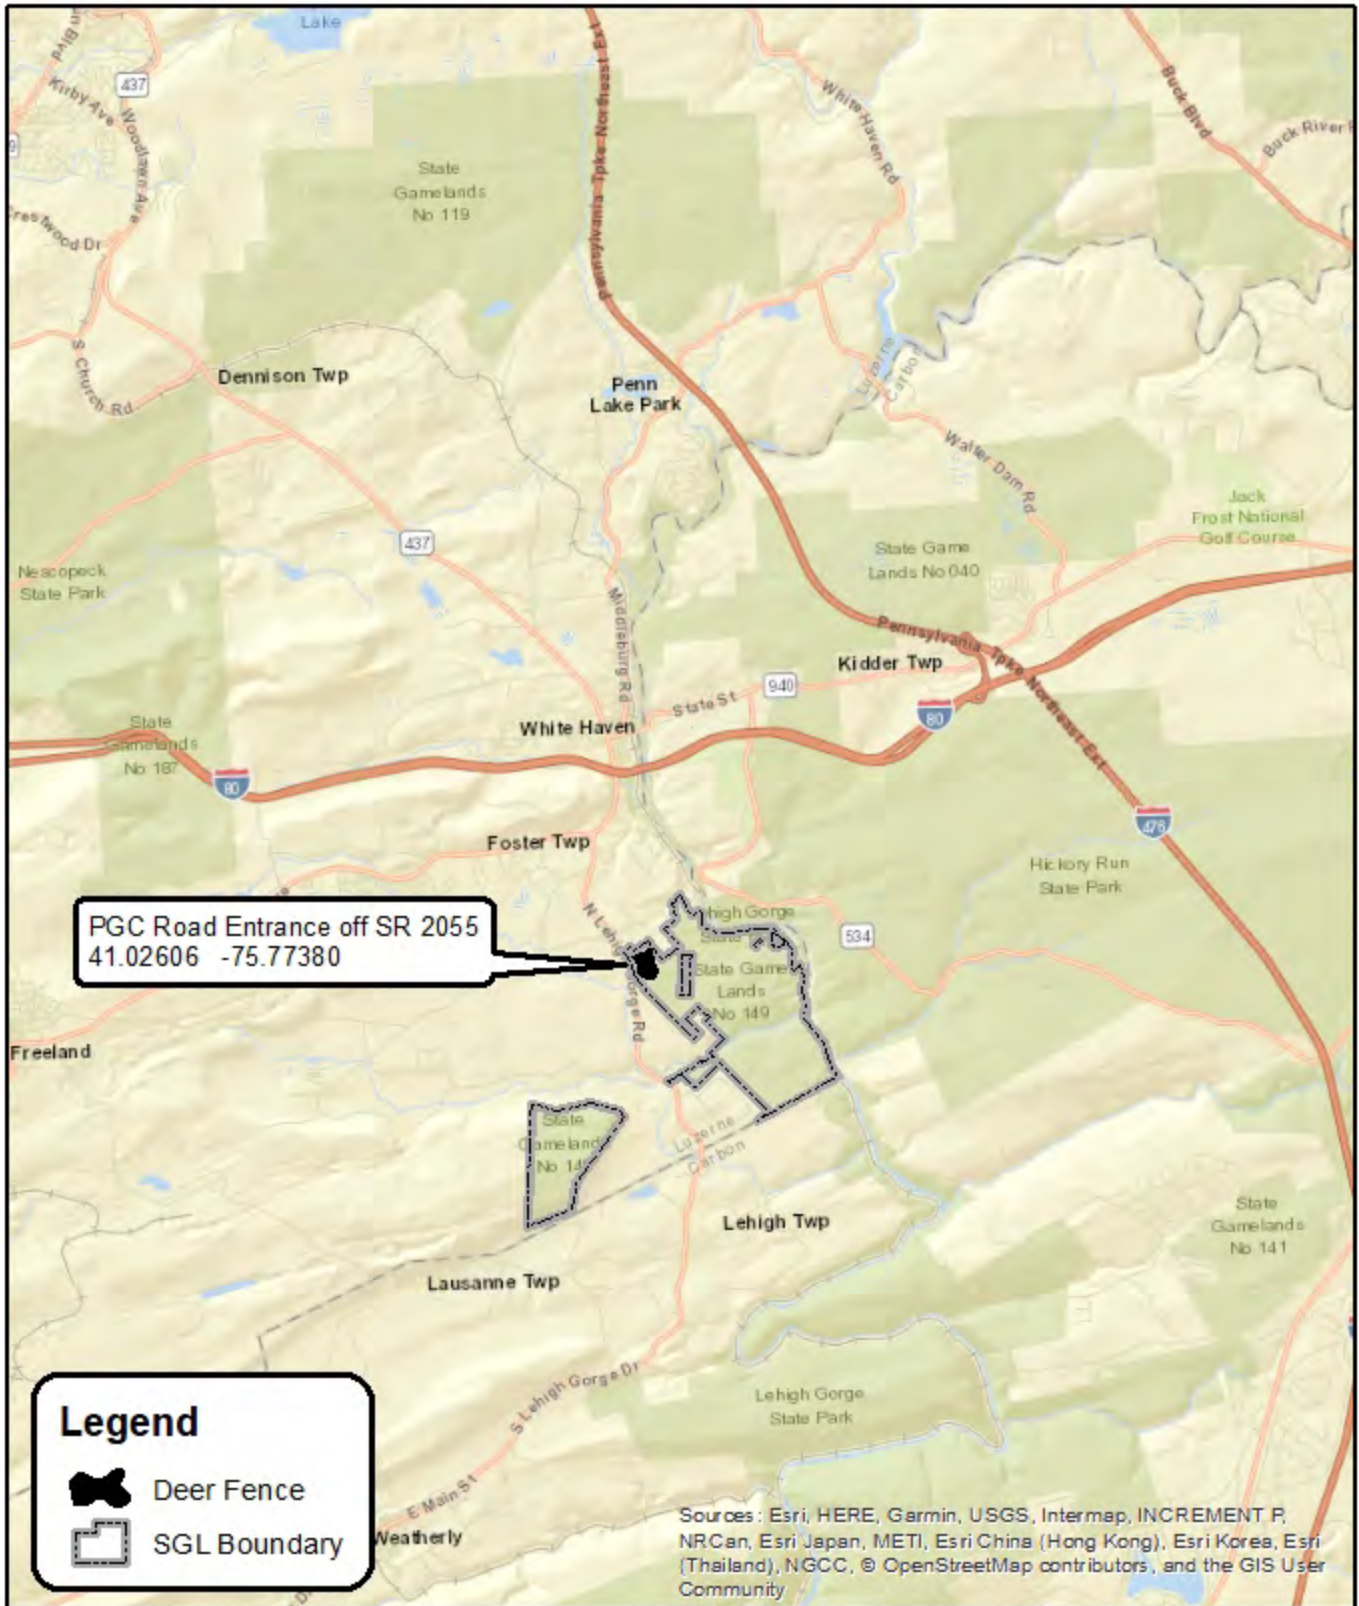 Lake
437
Kirby Ave
Woodlawn Ave
S Church Rd
State
Gamelands
No 119
Pennsylvania Tpke Northeast Ext
White Haven Rd
Buck Blvd
Buck River
Dennison Twp
Penn
Lake Park
Luzerne
Carbon
Walter Dam Rd
Jack
Frost National
Golf Course
437
State Game
Lands No 040
Nescopeck
State Park
Middleburg Rd
Pennsylvania Tpke Northeast Ext
Kidder Twp
940
State St
80
White Haven
State
Gamelands
No 187
80
476
Foster Twp
Hickory Run
State Park
PGC Road Entrance off SR 2055
41.02606 -75.77380
534
State Game
Lands
No 149
Freeland
State
Luzerne
Carbon
Lehigh Twp
State
Gamelands
No 141
Lausanne Twp
S Lehigh Gorge Dr
Lehigh Gorge
State Park
E Main St
Weatherly
Legend
Deer Fence
SGL Boundary
Sources: Esri, HERE, Garmin, USGS, Intermap, INCREMENT P,
NRCan, Esri Japan, METI, Esri China (Hong Kong), Esri Korea, Esri
(Thailand), NGCC, © OpenStreetMap contributors, and the GIS User
Community